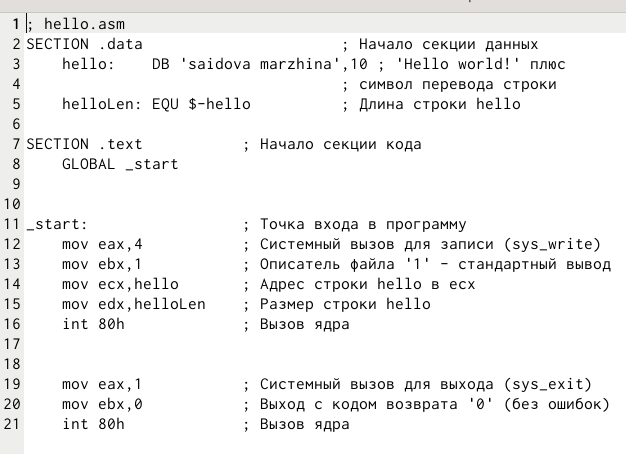 1 ; hello.asm
2 SECTION .data ; Начало секции данных
3 hello: DB 'saidova marzhina',10 ; 'Hello world!' плюс
4 ; символ перевода строки
5 helloLen: EQU $-hello ; Длина строки hello
6
7 SECTION .text ; Начало секции кода
8 GLOBAL _start
9
10
11 _start: ; Точка входа в программу
12 mov eax,4 ; Системный вызов для записи (sys_write)
13 mov ebx,1 ; Описатель файла '1' - стандартный вывод
14 mov ecx,hello ; Адрес строки hello в ecx
15 mov edx,helloLen ; Размер строки hello
16 int 80h ; Вызов ядра
17
18
19 mov eax,1 ; Системный вызов для выхода (sys_exit)
20 mov ebx,0 ; Выход с кодом возврата '0' (без ошибок)
21 int 80h ; Вызов ядра